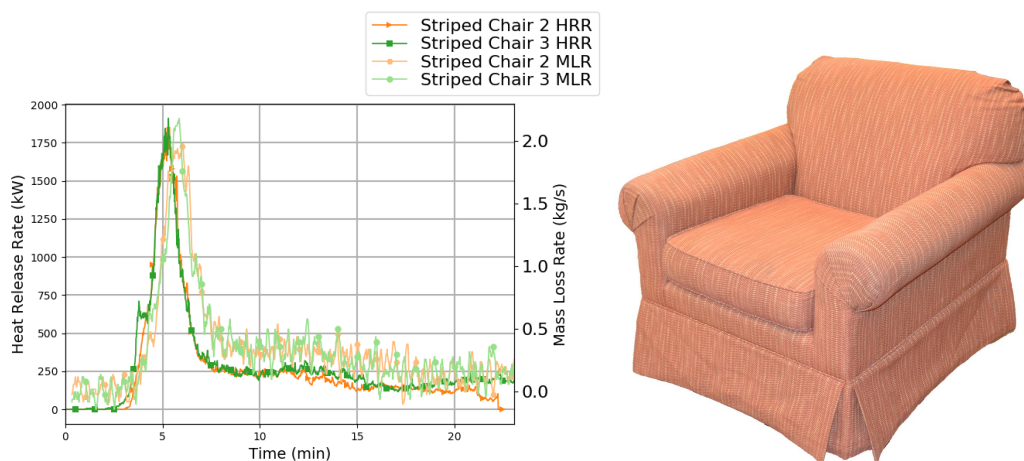 Striped Chair 2 HRR
Striped Chair 3 HRR
Striped Chair 2 MLR
Striped Chair 3 MLR
2000
1750
1500
1250
1000
750
500
250
0
Heat Release Rate (kW)
2.0
1.5
1.0
0.5
0.0
Mass Loss Rate (kg/s)
0
5
10
15
20
Time (min)